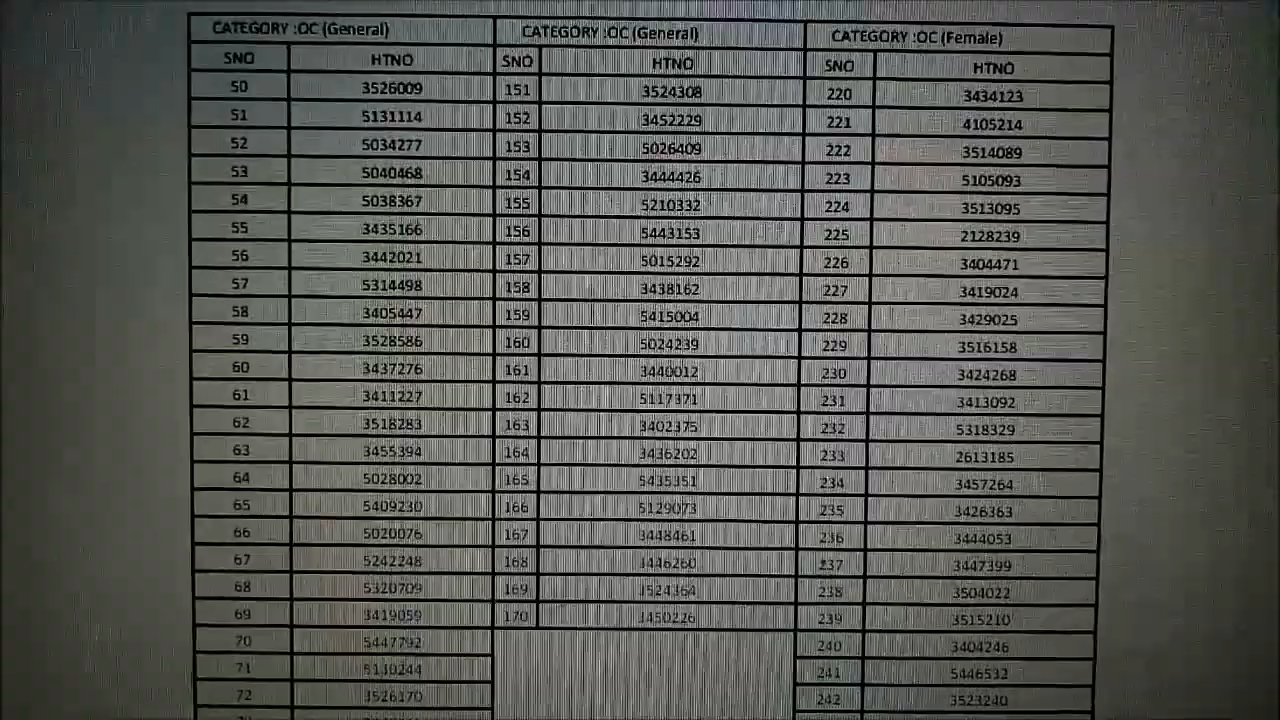 CATEGORY :OC (General) CATEGORY :OC (General) CATEGORY :OC (Female)
SNO HTNO SNO HTNO SNO HTNO
50 3526009 151 3524308 220 3434123
51 5131114 152 3452229 221 4105214
52 5034277 153 5026409 222 3514089
53 5040468 154 3444426 223 5105093
54 5038367 155 5210332 224 3513095
55 3435166 156 5443153 225 2128239
56 3442021 157 5015292 226 3404471
57 5314498 158 3438162 227 3419024
58 3405447 159 5415004 228 3429025
59 3528586 160 5024239 229 3516158
60 3437276 161 3440012 230 3424268
61 3411227 162 5117371 231 3413092
62 3518283 163 3402375 232 5318329
63 3455394 164 3436202 233 2613185
64 5028002 165 5435351 234 3457264
65 5409230 166 5129073 235 3426363
66 5020076 167 3448461 236 3444053
67 5242248 168 3446260 237 3447399
68 5320709 169 3524364 238 3504022
69 3419059 170 3450226 239 3515210
70 5447792 240 3404246
71 5130244 241 5446532
72 3526170 242 3523240